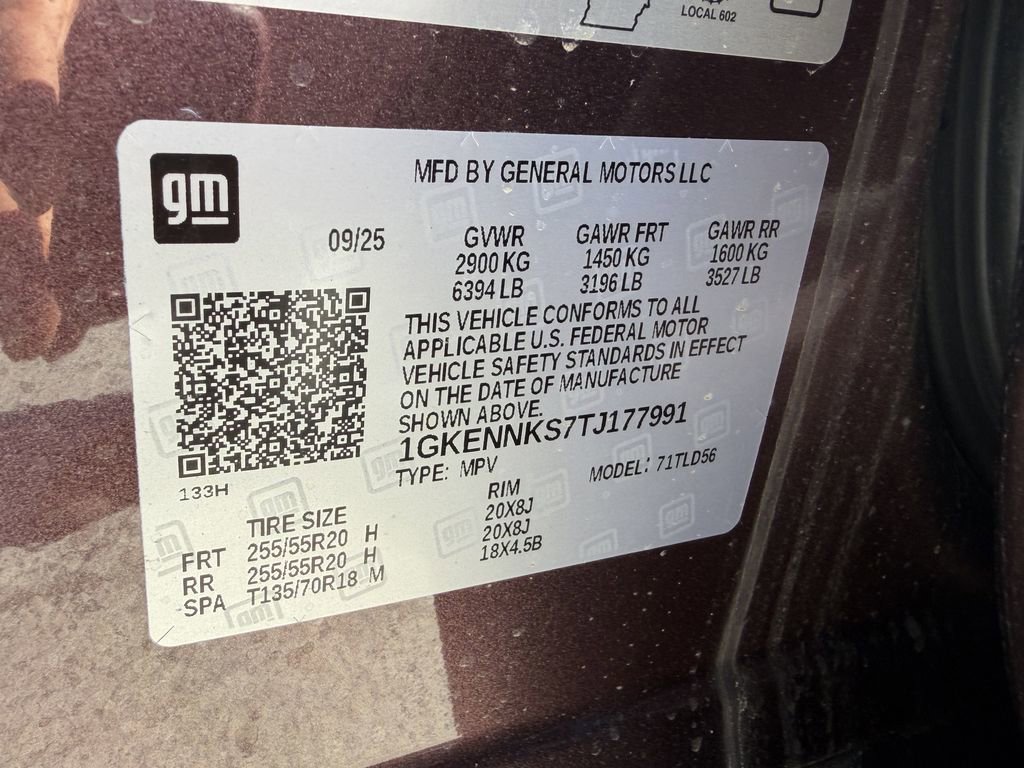 LOCAL 602
gm
MFD BY GENERAL MOTORS LLC
09/25
GVWR GAWR FRT GAWR RR
2900 KG 1450 KG 1600 KG
6394 LB 3196 LB 3527 LB
THIS VEHICLE CONFORMS TO ALL
APPLICABLE U.S. FEDERAL MOTOR
VEHICLE SAFETY STANDARDS IN EFFECT
ON THE DATE OF MANUFACTURE
SHOWN ABOVE.
1GKENNKS7TJ177991
TYPE: MPV MODEL: 71TLD56
133H
TIRE SIZE RIM
FRT 255/55R20 H 20X8J
RR 255/55R20 H 20X8J
SPA T135/70R18 M 18X4.5B